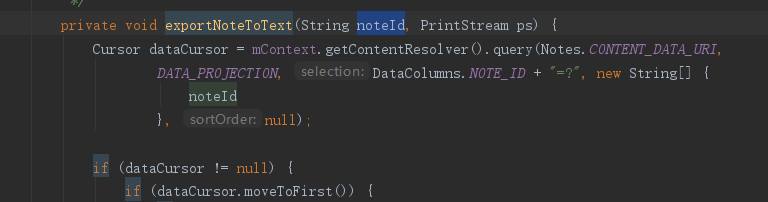 */
private void exportNoteToText(String noteId, PrintStream ps) {
Cursor dataCursor = mContext.getContentResolver().query(Notes.CONTENT_DATA_URI,
DATA_PROJECTION, selection: DataColumns.NOTE_ID + "=?", new String[] {
noteId
}, sortOrder: null);
if (dataCursor != null) {
if (dataCursor.moveToFirst()) {